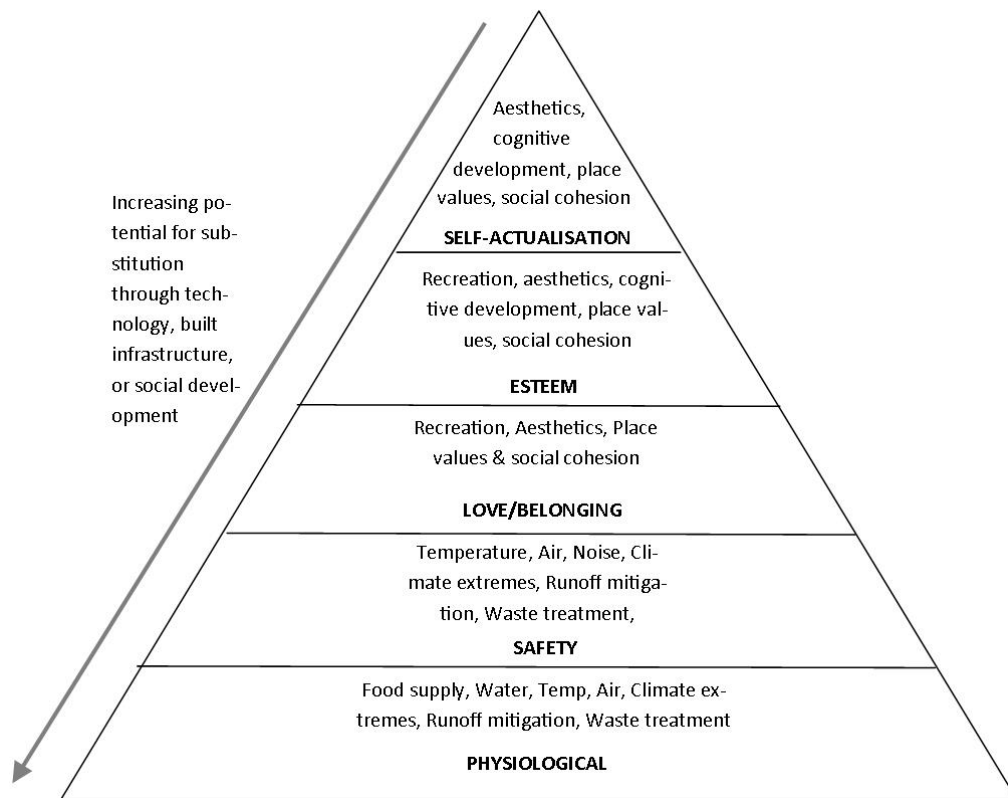 Aesthetics,
cognitive
development, place
values, social cohesion
SELF-ACTUALISATION
Increasing po-
tential for sub-
stitution
through tech-
nology, built
infrastructure,
or social devel-
opment
Recreation, aesthetics, cogni-
tive development, place val-
ues, social cohesion
ESTEEM
Recreation, Aesthetics, Place
values & social cohesion
LOVE/BELONGING
Temperature, Air, Noise, Cli-
mate extremes, Runoff mitiga-
tion, Waste treatment,
SAFETY
Food supply, Water, Temp, Air, Climate ex-
tremes, Runoff mitigation, Waste treatment
PHYSIOLOGICAL